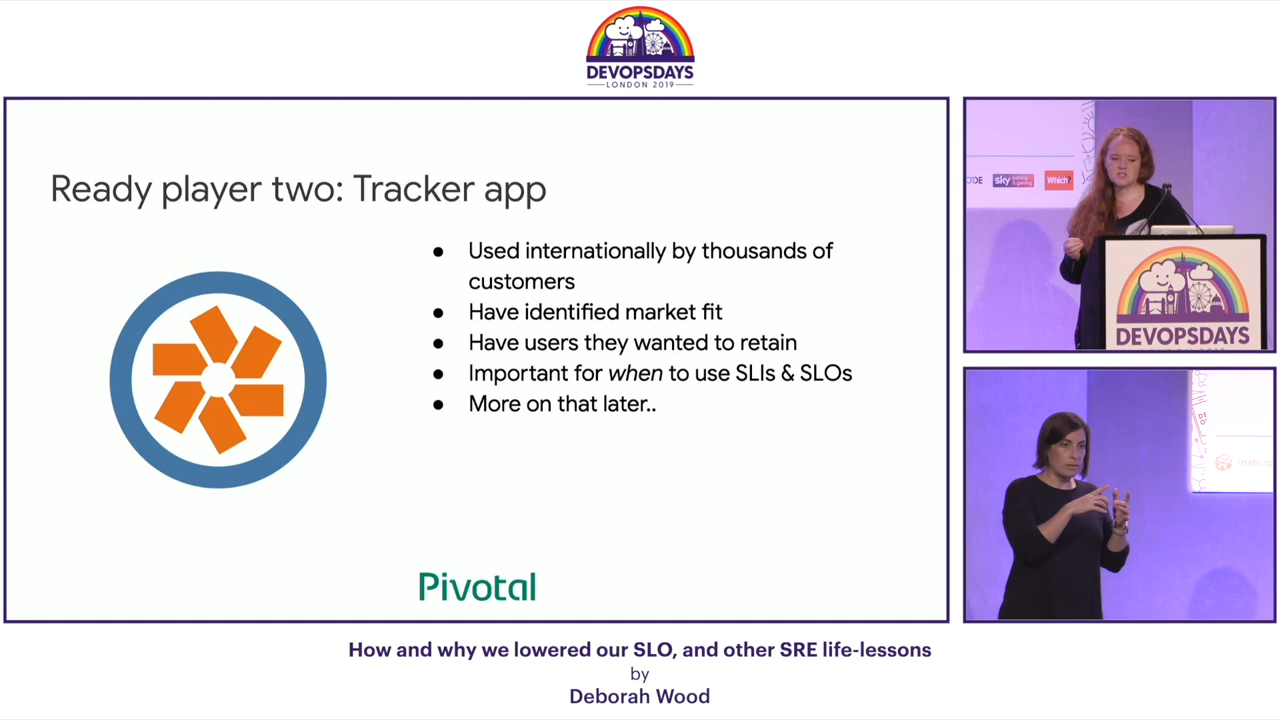 DEVOPSDAYS
LONDON 2019
Ready player two: Tracker app
● Used internationally by thousands of
customers
● Have identified market fit
● Have users they wanted to retain
● Important for when to use SLIs & SLOs
● More on that later..
Pivotal
sky betting & gaming
Which?
DEVOPSDAYS
How and why we lowered our SLO, and other SRE life-lessons
by
Deborah Wood